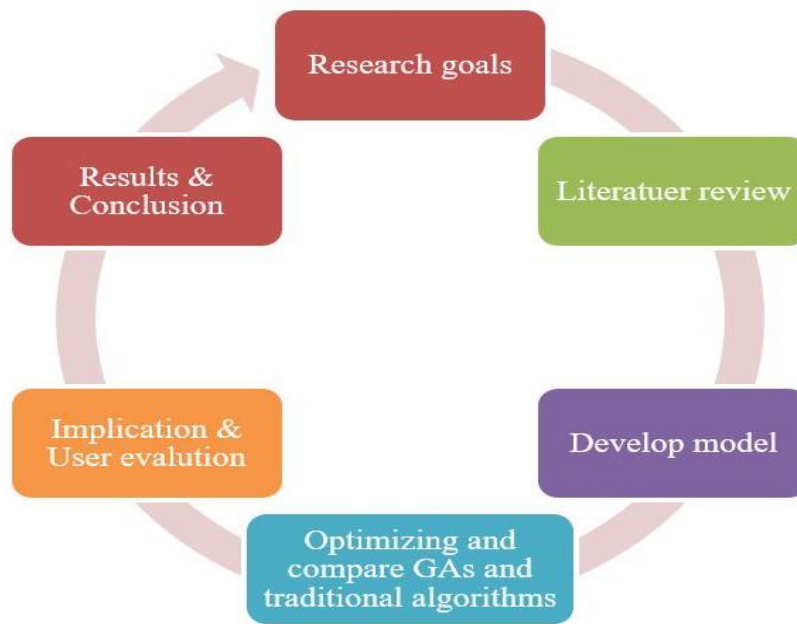 Research goals
Literatuer review
Develop model
Optimizing and
compare GAs and
traditional algorithms
Implication &
User evalution
Results &
Conclusion